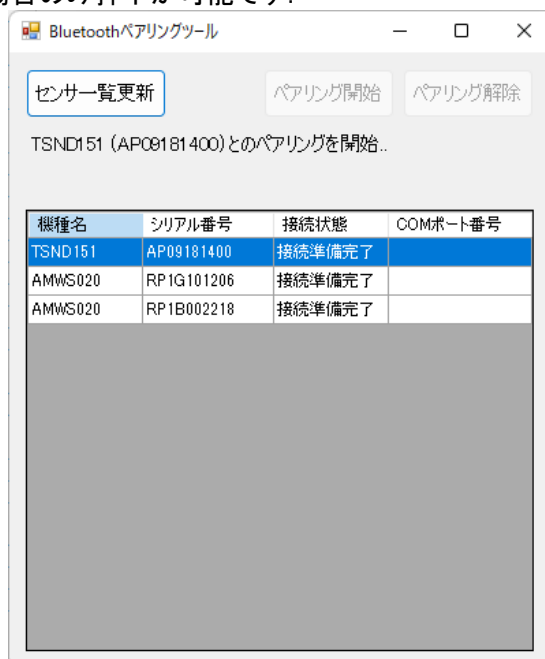 Bluetoothペアリングツール
センサ一覧更新 ペアリング開始 ペアリング解除
TSND151 (AP09181400)とのペアリングを開始..
機種名 シリアル番号 接続状態 COMポート番号
TSND151 AP09181400 接続準備完了
AMWS020 RP1G101206 接続準備完了
AMWS020 RP1B002218 接続準備完了